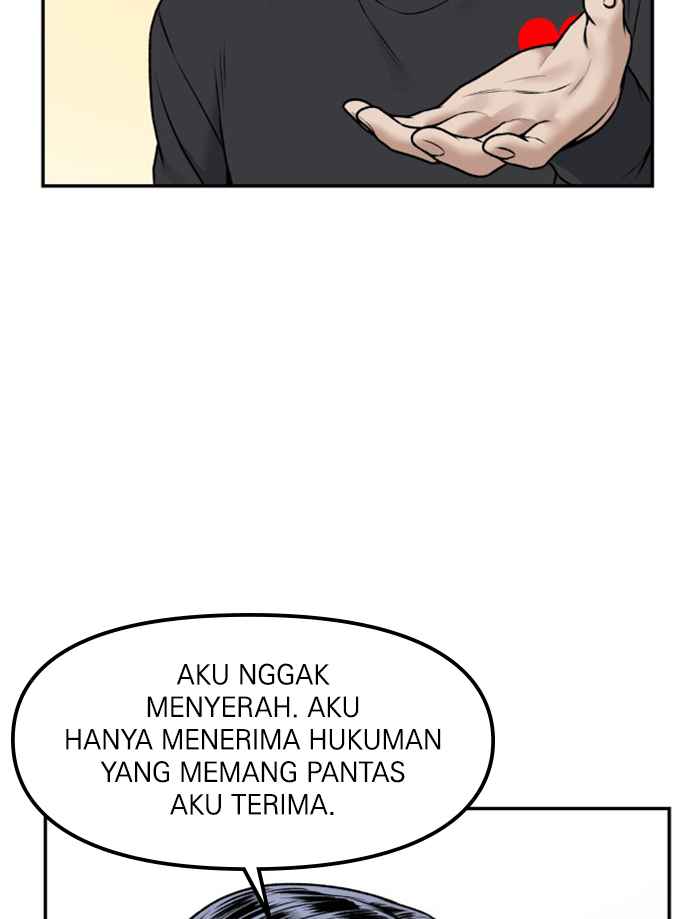 AKU NGGAK
MENYERAH. AKU
HANYA MENERIMA HUKUMAN
YANG MEMANG PANTAS
AKU TERIMA.